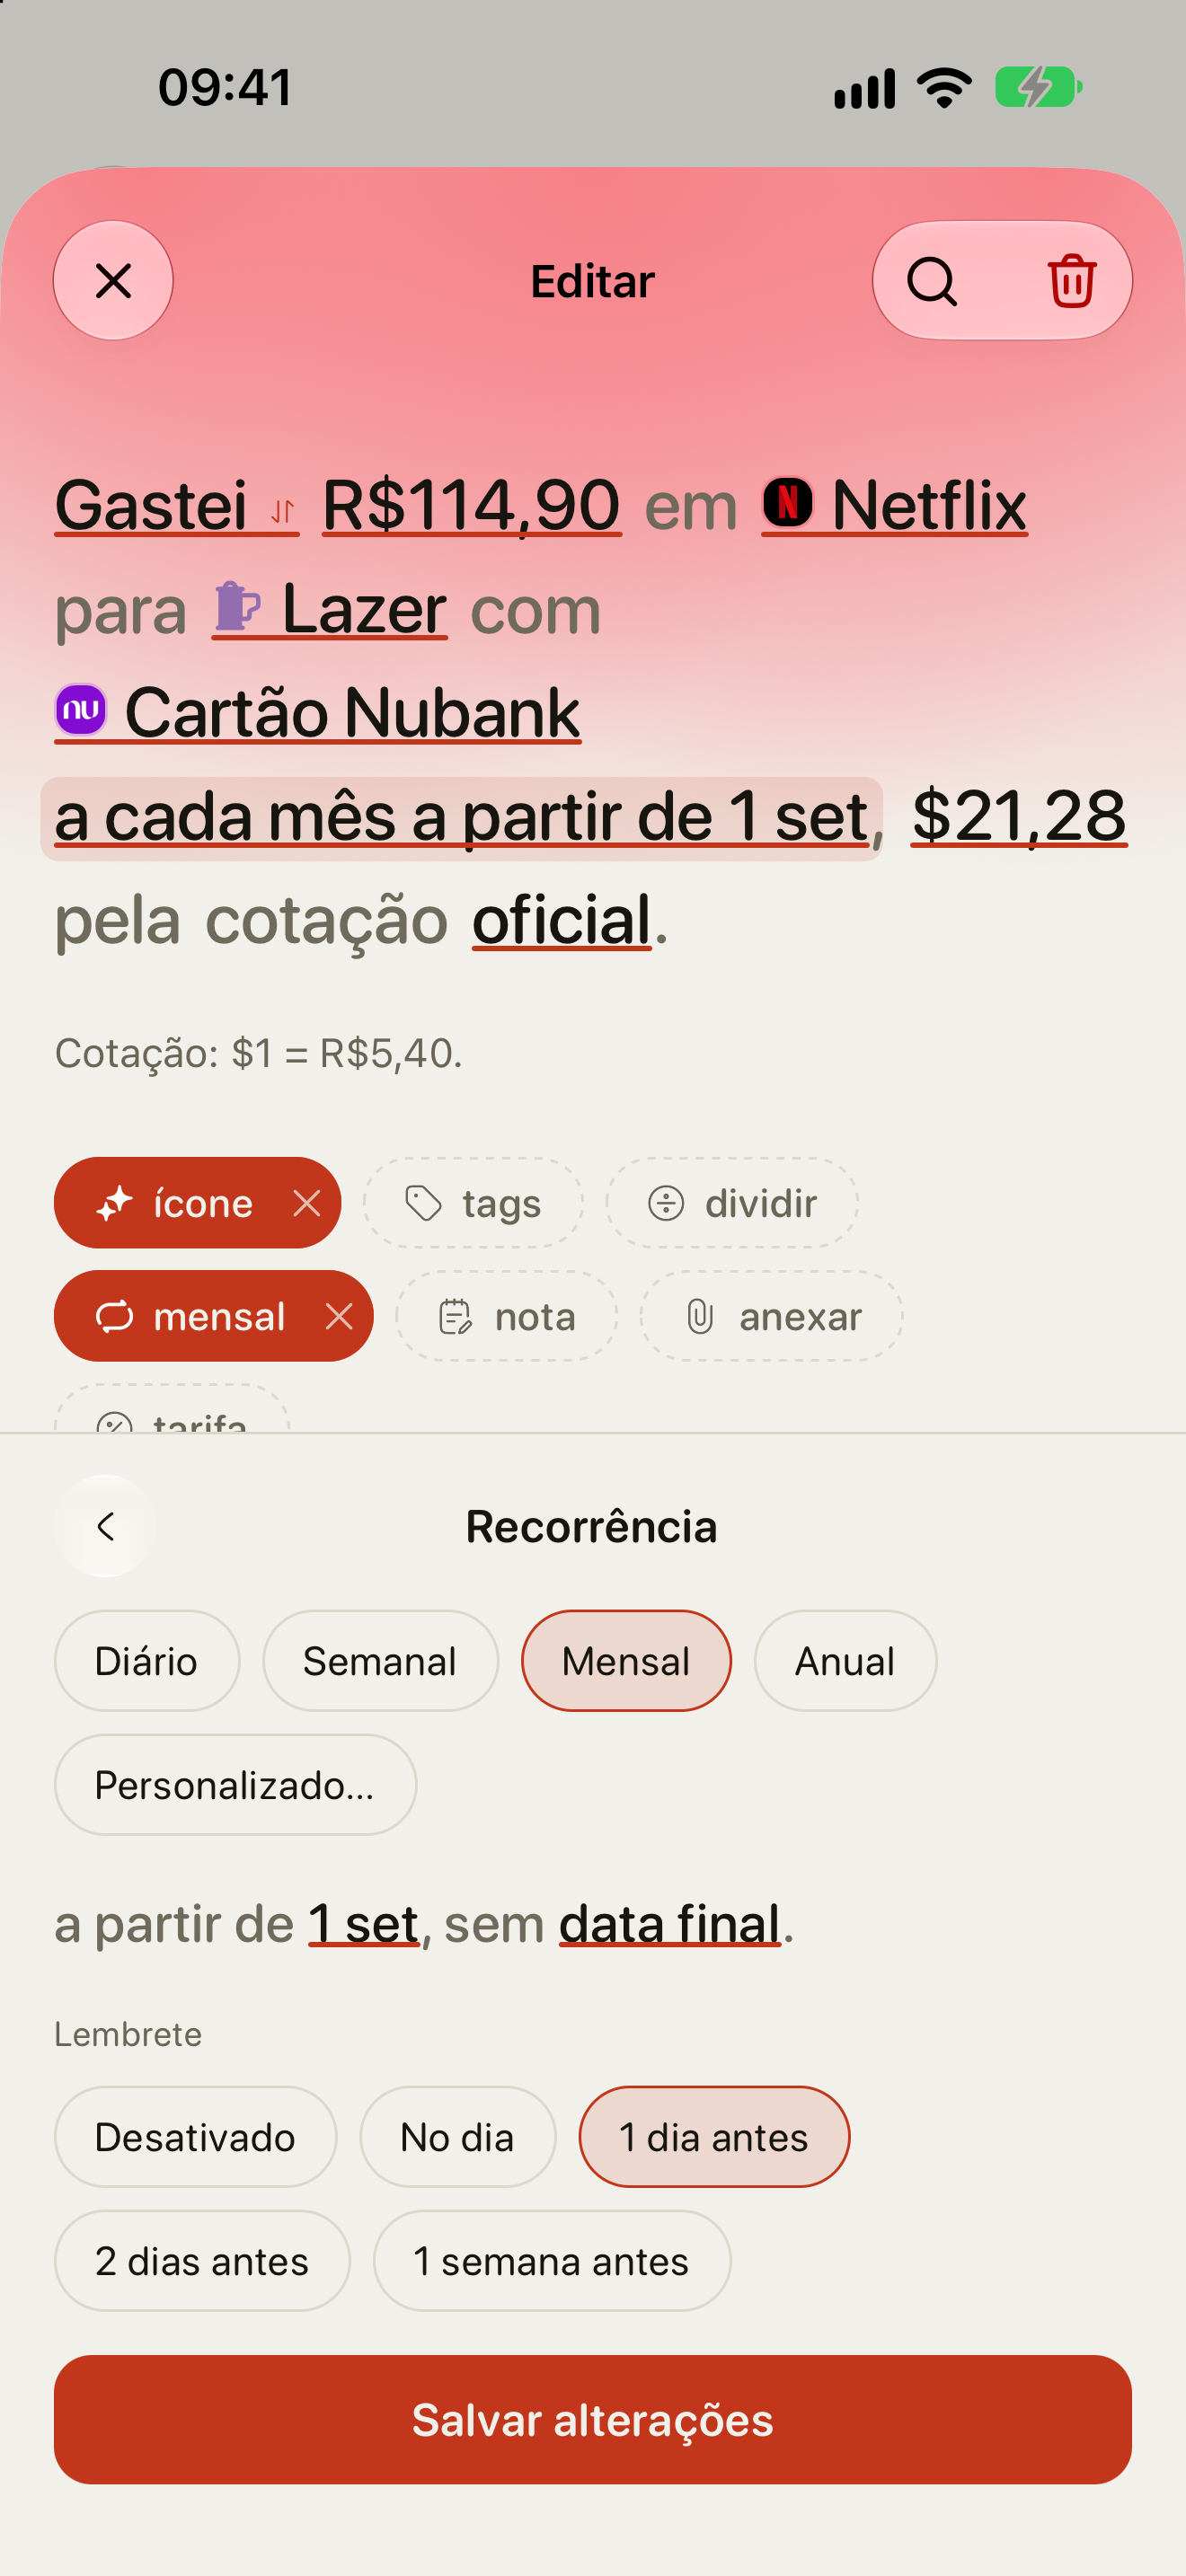 09:41
Editar
Gastei R$114,90 em Netflix
para Lazer com
nu Cartão Nubank
a cada mês a partir de 1 set, $21,28
pela cotação oficial.
Cotação: $1 = R$5,40.
ícone tags dividir
mensal nota anexar
tarifa
Recorrência
Diário Semanal Mensal Anual
Personalizado...
a partir de 1 set, sem data final.
Lembrete
Desativado No dia 1 dia antes
2 dias antes 1 semana antes
Salvar alterações